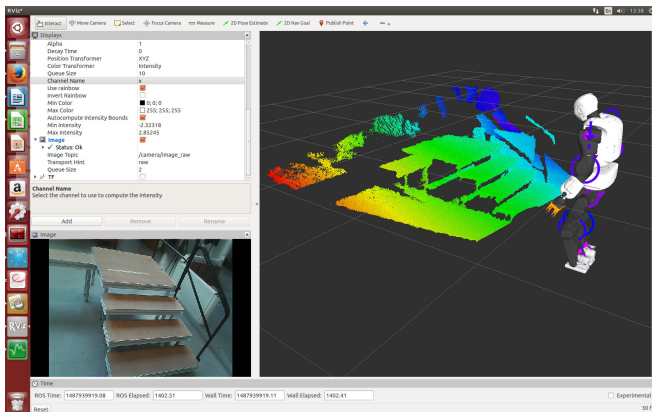 RViz*
En
13:38
Interact Move Camera Select Focus Camera Measure 2D Pose Estimate 2D Nav Goal Publish Point
Displays
Alpha 1
Decay Time 0
Position Transformer XYZ
Color Transformer Intensity
Queue Size 10
Channel Name x
Use rainbow
Invert Rainbow
Min Color 0; 0; 0
Max Color 255; 255; 255
Autocompute Intensity Bounds
Min Intensity -2.32318
Max Intensity 2.85245
Image
Status: Ok
Image Topic /camera/image_raw
Transport Hint raw
Queue Size 2
TF
Channel Name
Select the channel to use to compute the intensity
Add Remove Rename
Image
Time
ROS Time: 1487939919.08 ROS Elapsed: 1402.51 Wall Time: 1487939919.11 Wall Elapsed: 1402.41 Experimental
Reset
30 f